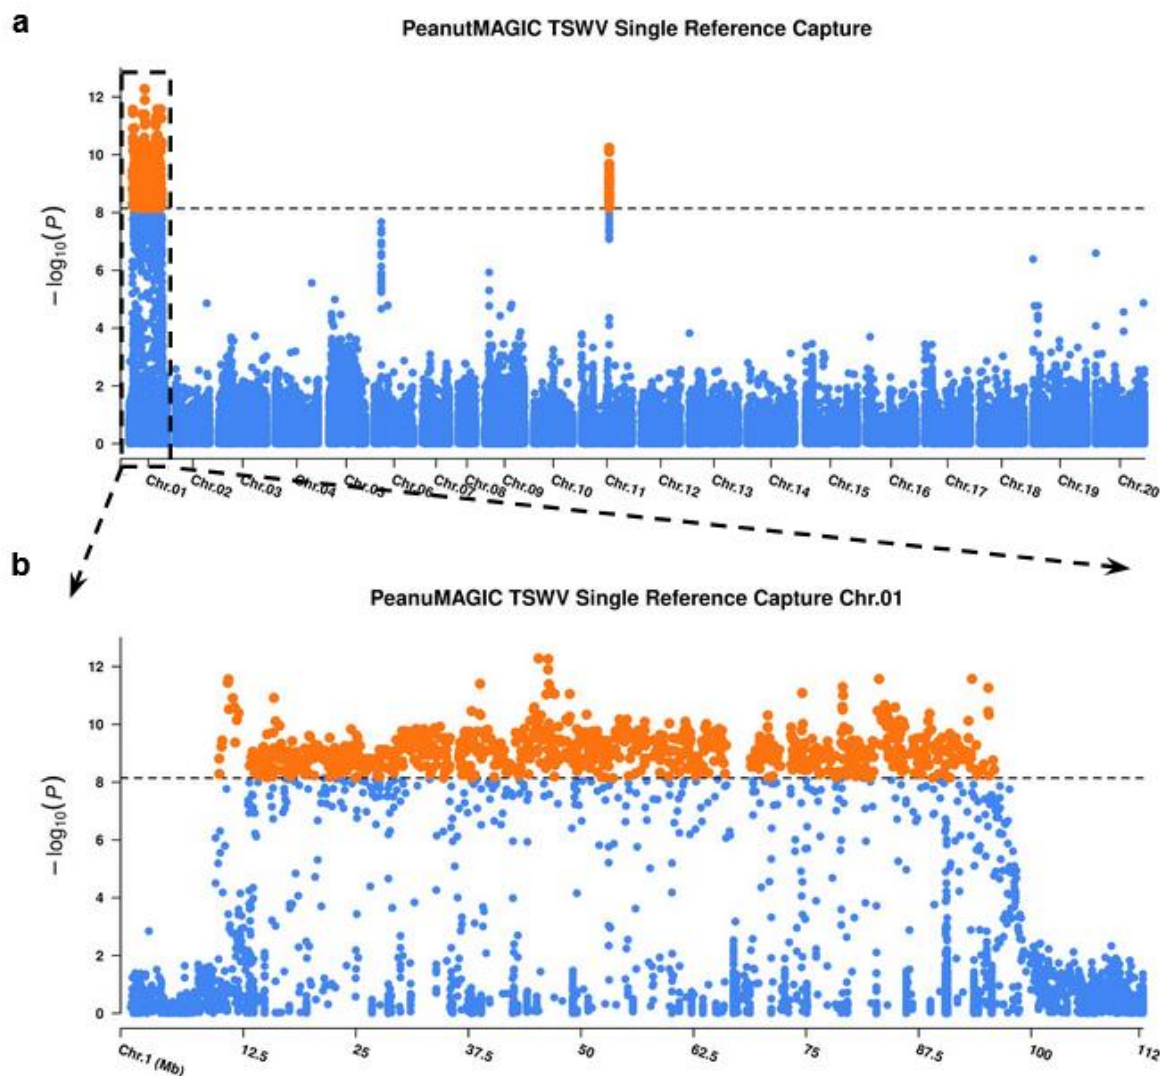 a
PeanutMAGIC TSWV Single Reference Capture
12
10
8
6
4
2
0
− log10(P)
Chr.01 Chr.02 Chr.03 Chr.04 Chr.05 Chr.06 Chr.07 Chr.08 Chr.09 Chr.10 Chr.11 Chr.12 Chr.13 Chr.14 Chr.15 Chr.16 Chr.17 Chr.18 Chr.19 Chr.20
b
PeanuMAGIC TSWV Single Reference Capture Chr.01
12
10
8
6
4
2
0
− log10(P)
Chr.1 (Mb) 12.5 25 37.5 50 62.5 75 87.5 100 112